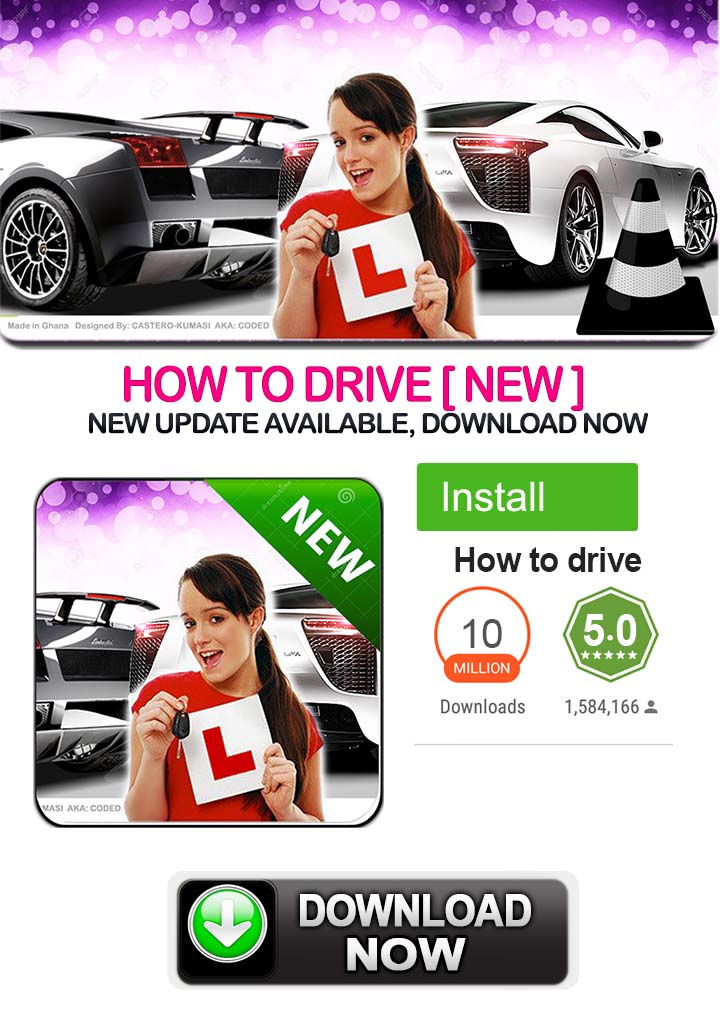 Made in Ghana Designed By: CASTERO-KUMASI AKA: CODED
HOW TO DRIVE [ NEW ]
NEW UPDATE AVAILABLE, DOWNLOAD NOW
NEW
L
L
MASI AKA: CODED
Install
How to drive
10
MILLION
Downloads
5.0
1,584,166
DOWNLOAD
NOW